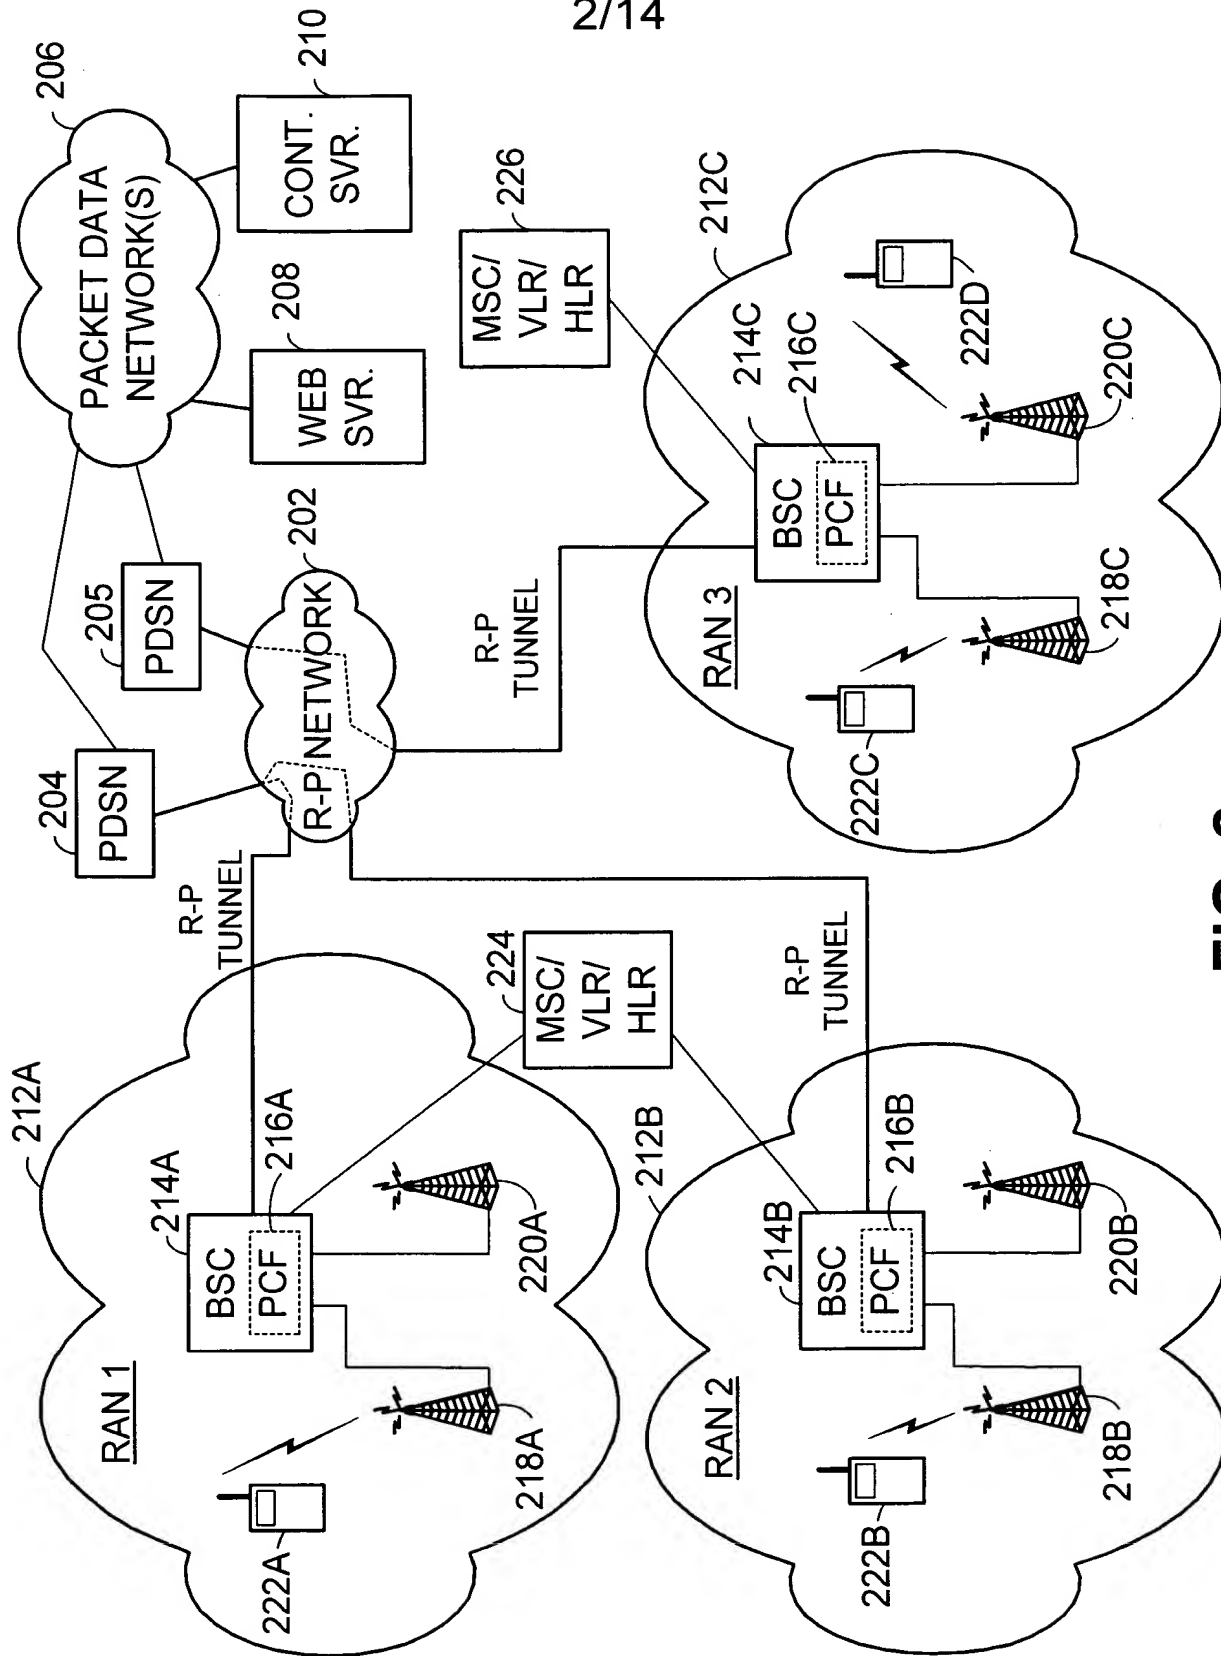 2/14
206
PACKET DATA
NETWORK(S)
210
CONT.
SVR.
208
WEB
SVR.
205
PDSN
204
PDSN
202
R-P NETWORK
R-P
TUNNEL
R-P
TUNNEL
R-P
TUNNEL
226
MSC/
VLR/
HLR
224
MSC/
VLR/
HLR
212A
RAN 1
214A
BSC
216A
PCF
218A
220A
222A
212B
RAN 2
214B
BSC
216B
PCF
218B
220B
222B
212C
RAN 3
214C
BSC
216C
PCF
218C
220C
222C
222D